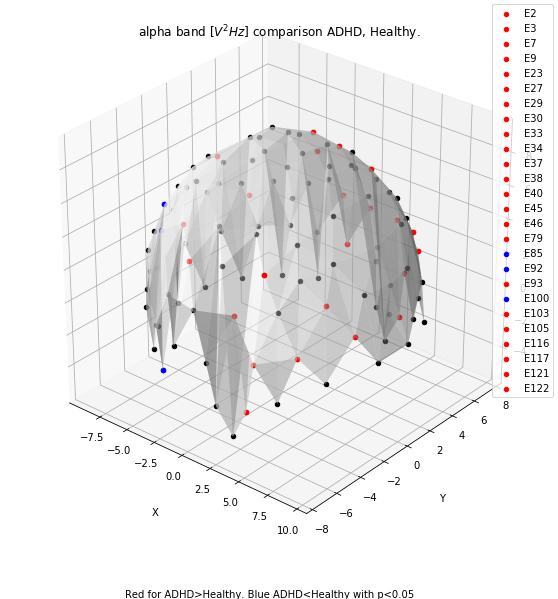 alpha band [V²Hz] comparison ADHD, Healthy.
E2
E3
E7
E9
E23
E27
E29
E30
E33
E34
E37
E38
E40
E45
E46
E79
E85
E92
E93
E100
E103
E105
E116
E117
E121
E122
−7.5
−5.0
−2.5
0.0
2.5
5.0
7.5
10.0
X
−8
−6
−4
−2
0
2
4
6
8
Y
Red for ADHD>Healthy. Blue ADHD<Healthy with p<0.05